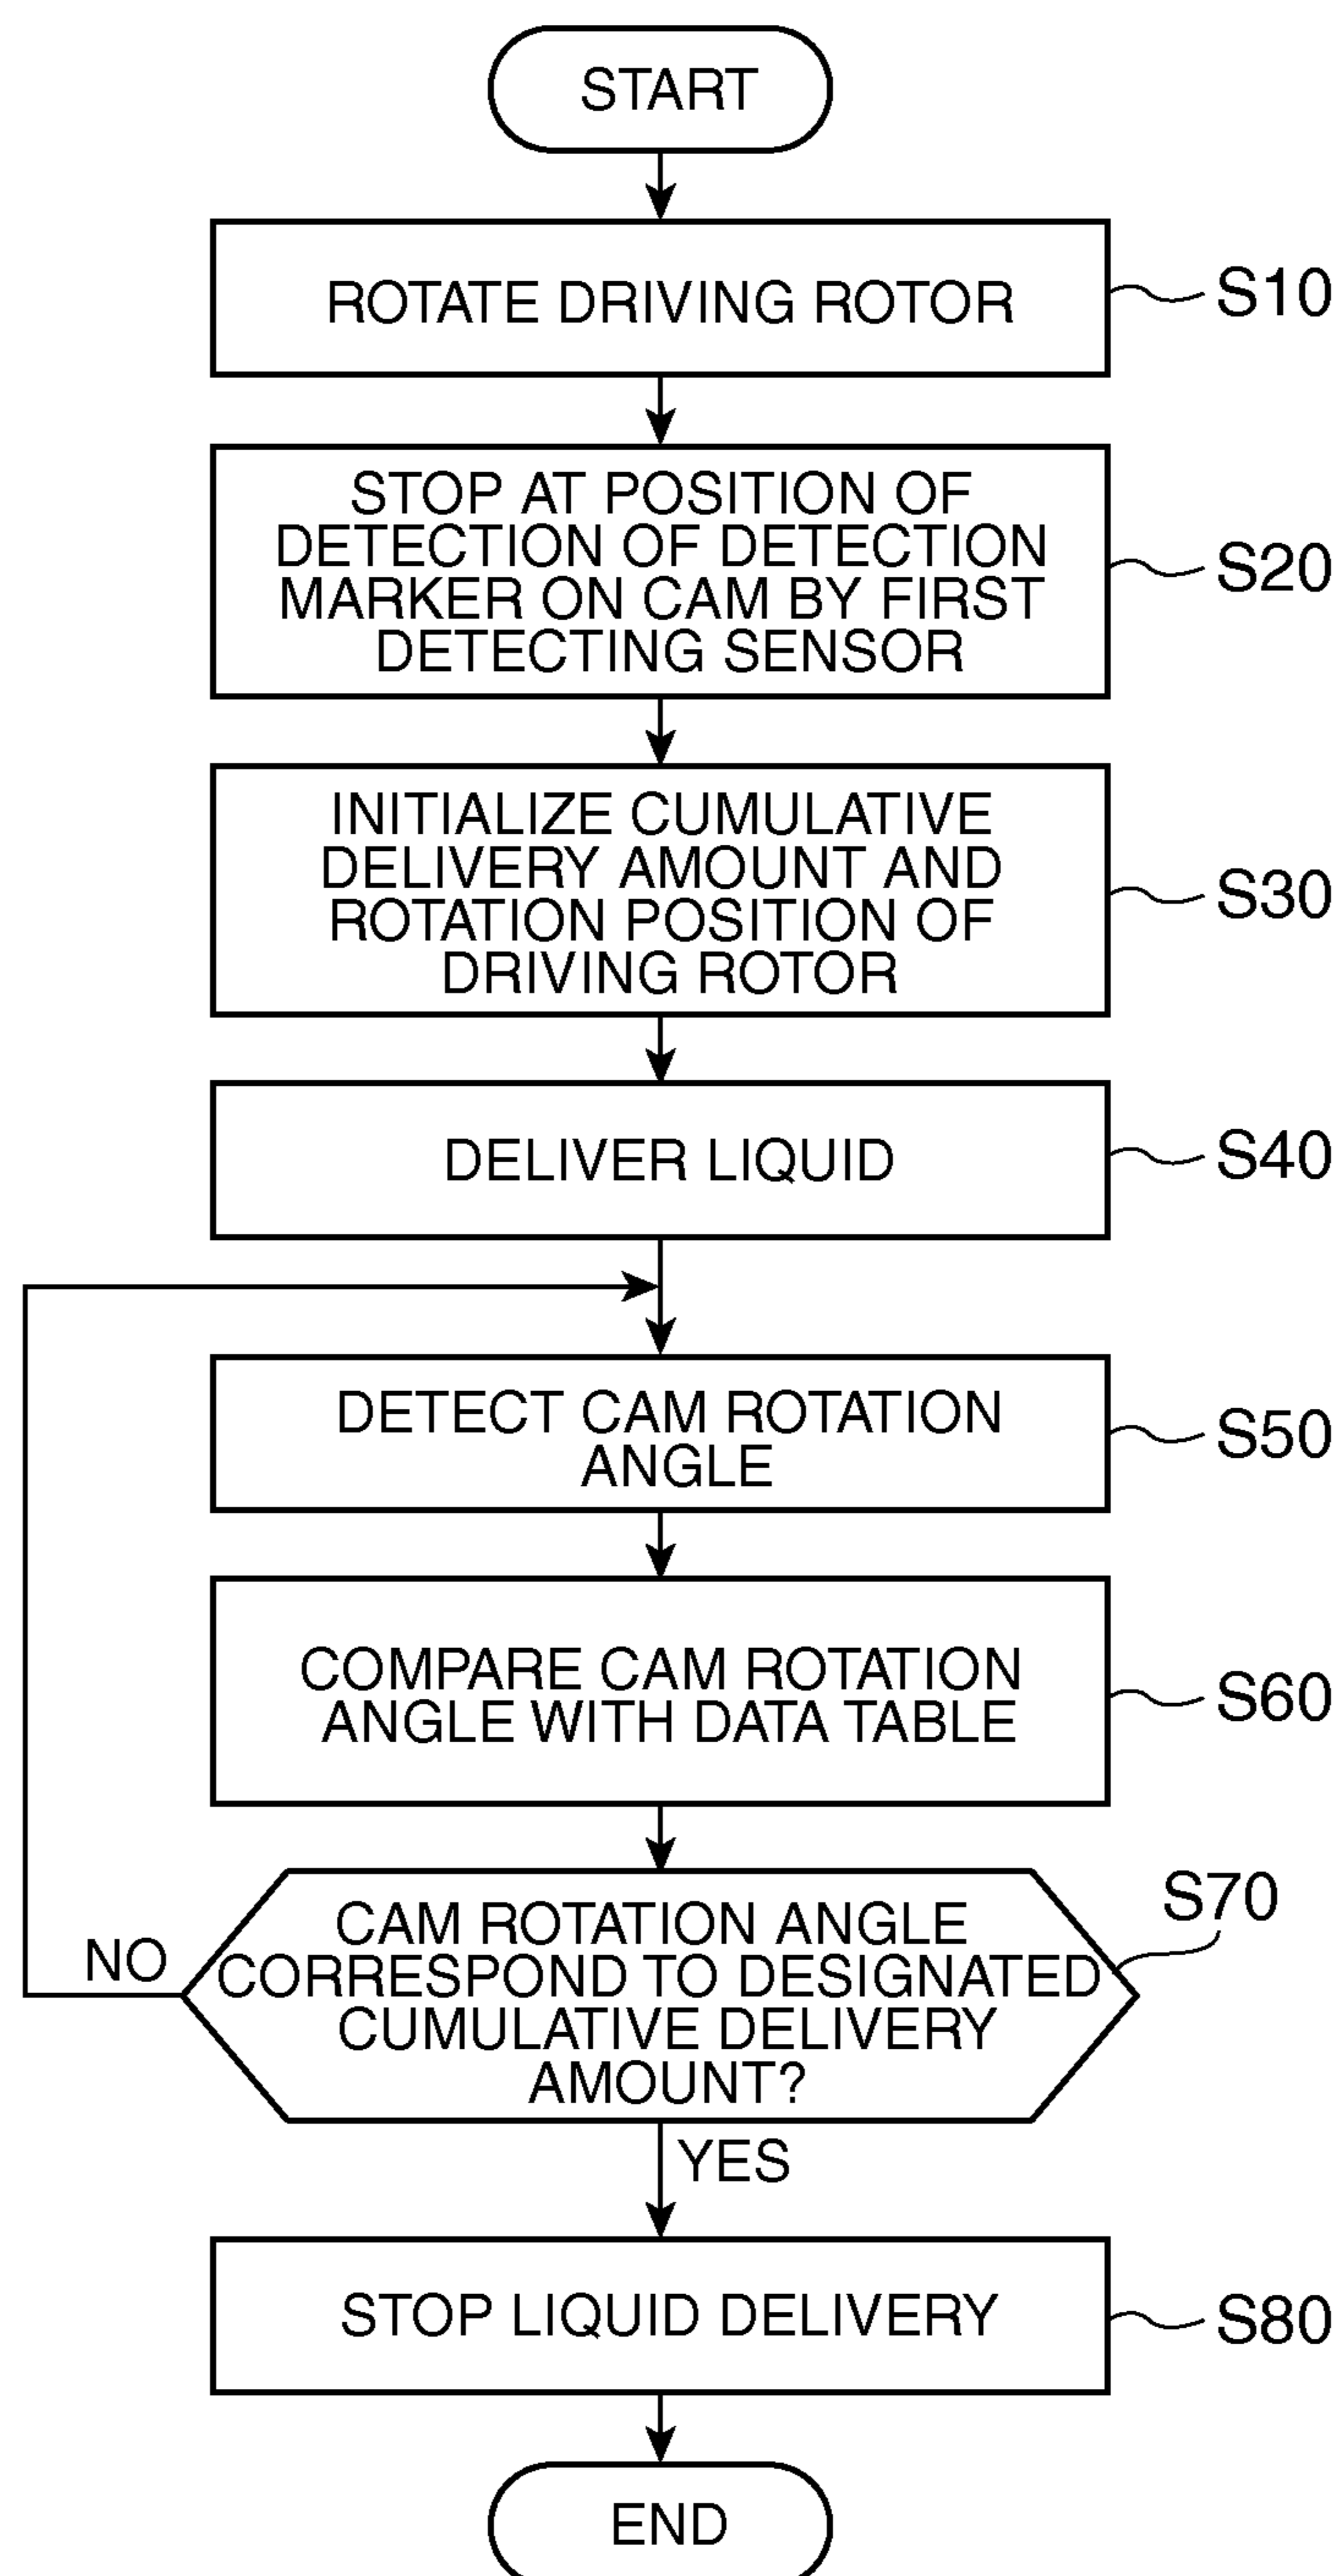 START
ROTATE DRIVING ROTOR
S10
STOP AT POSITION OF
DETECTION OF DETECTION
MARKER ON CAM BY FIRST
DETECTING SENSOR
S20
INITIALIZE CUMULATIVE
DELIVERY AMOUNT AND
ROTATION POSITION OF
DRIVING ROTOR
S30
DELIVER LIQUID
S40
DETECT CAM ROTATION
ANGLE
S50
COMPARE CAM ROTATION
ANGLE WITH DATA TABLE
S60
CAM ROTATION ANGLE
CORRESPOND TO DESIGNATED
CUMULATIVE DELIVERY
AMOUNT?
S70
NO
YES
STOP LIQUID DELIVERY
S80
END